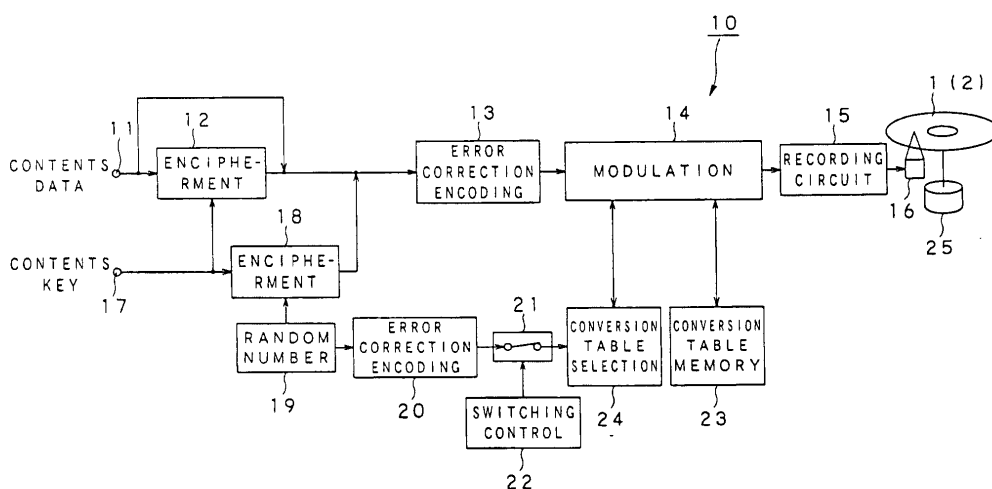 10
1 (2)
11
12
13
14
15
CONTENTS
DATA
ENCIPHE-
RMENT
ERROR
CORRECTION
ENCODING
MODULATION
RECORDING
CIRCUIT
16
25
18
CONTENTS
KEY
17
ENCIPHE-
RMENT
21
RANDOM
NUMBER
ERROR
CORRECTION
ENCODING
CONVERSION
TABLE
SELECTION
CONVERSION
TABLE
MEMORY
19
20
SWITCHING
CONTROL
24
23
22